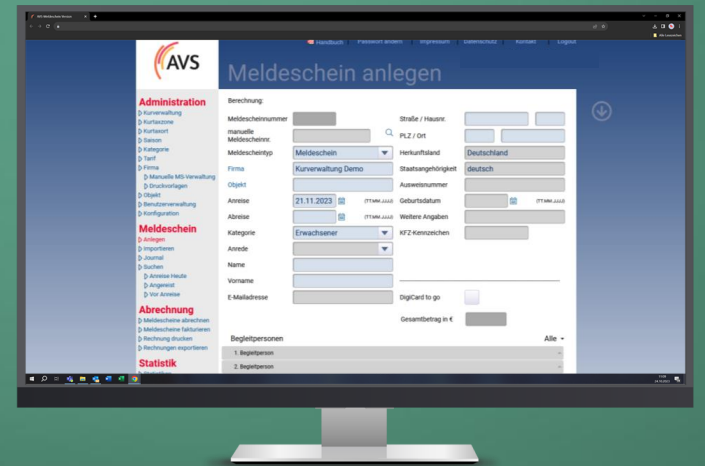 AVS Meldeschein Review
Alle Lesezeichen
Handbuch Passwort ändern Impressum Datenschutz Kontakt Logout
AVS
Meldeschein anlegen
Administration
Kurverwaltung
Kurtaxzone
Kurtaxort
Saison
Kategorie
Tarif
Firma
Manuelle MS-Verwaltung
Druckvorlagen
Objekt
Benutzerverwaltung
Konfiguration
Meldeschein
Anlegen
Importieren
Journal
Suchen
Anreise Heute
Angereist
Vor Anreise
Abrechnung
Meldescheine abrechnen
Meldescheine fakturieren
Rechnung drucken
Rechnungen exportieren
Statistik
Berechnung:
Meldescheinnummer
manuelle
Meldescheinnr.
Meldescheintyp Meldeschein
Firma Kurverwaltung Demo
Objekt
Anreise 21.11.2023 (TT.MM.JJJJ)
Abreise (TT.MM.JJJJ)
Kategorie Erwachsener
Anrede
Name
Vorname
E-Mailadresse
Straße / Hausnr.
PLZ / Ort
Herkunftsland Deutschland
Staatsangehörigkeit deutsch
Ausweisnummer
Geburtsdatum (TT.MM.JJJJ)
Weitere Angaben
KFZ-Kennzeichen
DigiCard to go
Gesamtbetrag in €
Begleitpersonen Alle
1. Begleitperson
2. Begleitperson